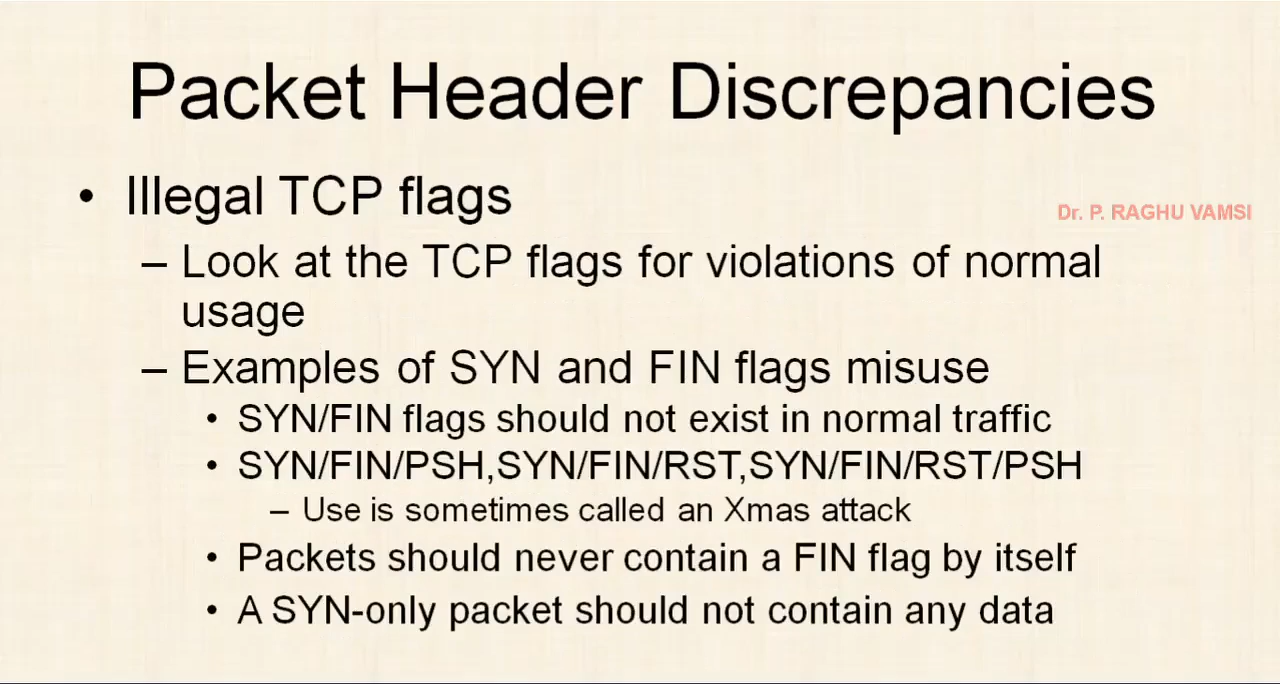 Packet Header Discrepancies
• Illegal TCP flags
Dr. P. RAGHU VAMSI
– Look at the TCP flags for violations of normal
usage
– Examples of SYN and FIN flags misuse
• SYN/FIN flags should not exist in normal traffic
• SYN/FIN/PSH,SYN/FIN/RST,SYN/FIN/RST/PSH
– Use is sometimes called an Xmas attack
• Packets should never contain a FIN flag by itself
• A SYN-only packet should not contain any data